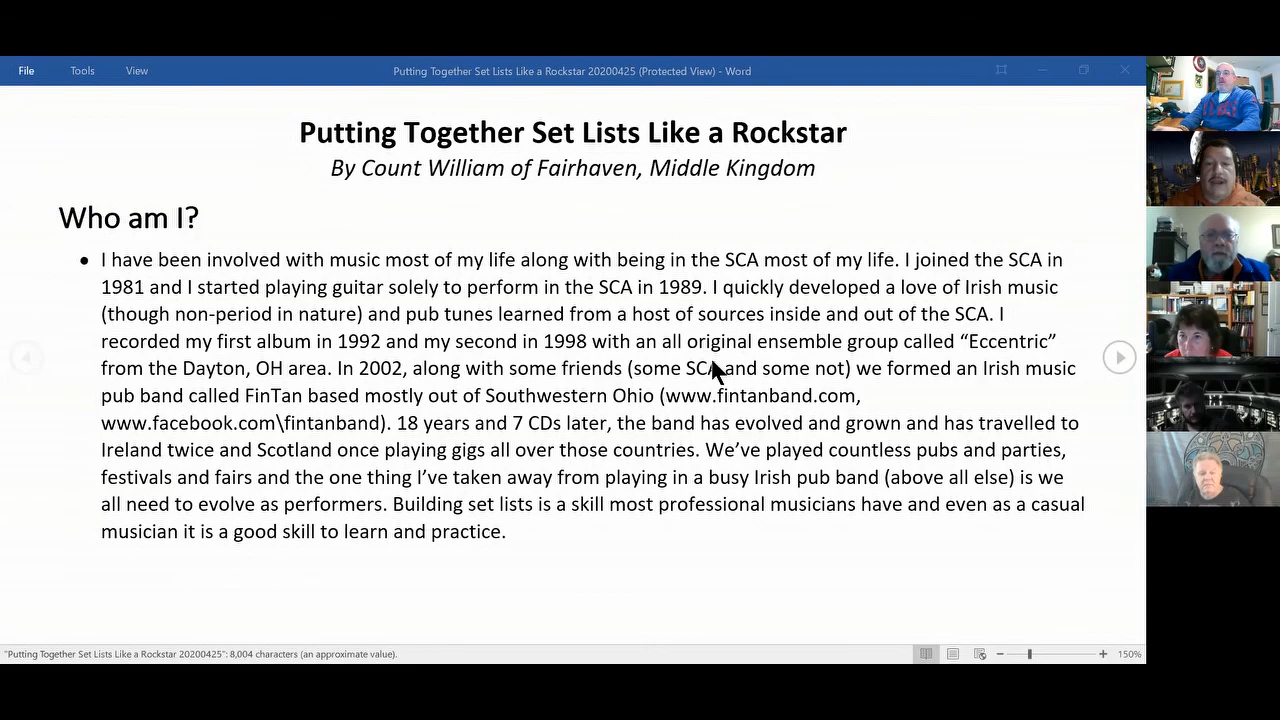 File Tools View Putting Together Set Lists Like a Rockstar 20200425 (Protected View) - Word
Putting Together Set Lists Like a Rockstar
By Count William of Fairhaven, Middle Kingdom
Who am I?
• I have been involved with music most of my life along with being in the SCA most of my life. I joined the SCA in
1981 and I started playing guitar solely to perform in the SCA in 1989. I quickly developed a love of Irish music
(though non-period in nature) and pub tunes learned from a host of sources inside and out of the SCA. I
recorded my first album in 1992 and my second in 1998 with an all original ensemble group called “Eccentric”
from the Dayton, OH area. In 2002, along with some friends (some SCA and some not) we formed an Irish music
pub band called FinTan based mostly out of Southwestern Ohio (www.fintanband.com,
www.facebook.com\fintanband). 18 years and 7 CDs later, the band has evolved and grown and has travelled to
Ireland twice and Scotland once playing gigs all over those countries. We’ve played countless pubs and parties,
festivals and fairs and the one thing I’ve taken away from playing in a busy Irish pub band (above all else) is we
all need to evolve as performers. Building set lists is a skill most professional musicians have and even as a casual
musician it is a good skill to learn and practice.
"Putting Together Set Lists Like a Rockstar 20200425": 8,004 characters (an approximate value). 150%